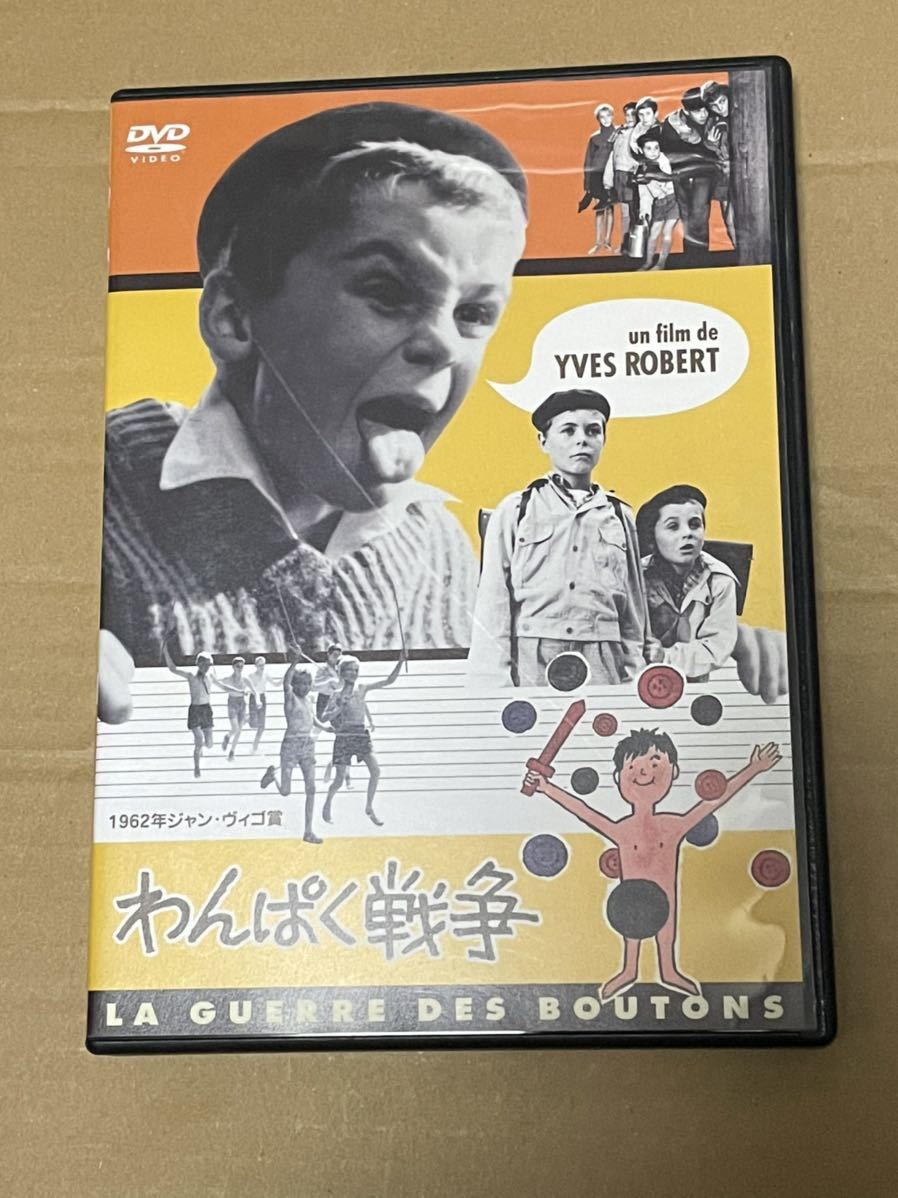 DVD
VIDEO
un film de
YVES ROBERT
1962年ジャン・ヴィゴ賞
わんぱく戦争
LA GUERRE DES BOUTONS